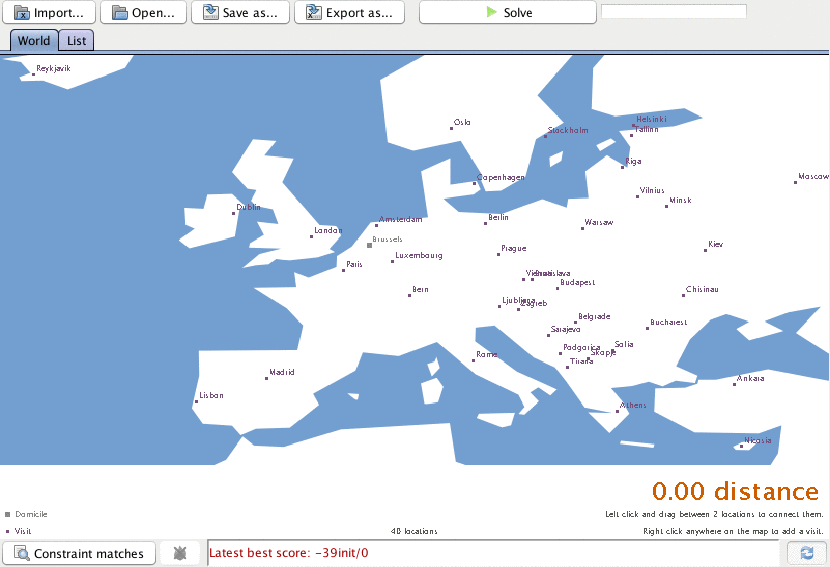 Import...
Open...
Save as...
Export as...
Solve
World
List
Reykjavik
Oslo
Helsinki
Stockholm
Tallinn
Riga
Copenhagen
Moscow
Vilnius
Minsk
Dublin
Amsterdam
Berlin
Warsaw
London
Brussels
Kiev
Prague
Luxembourg
Paris
Vienna
Bratislava
Budapest
Bern
Chisinau
Ljubljana
Zagreb
Belgrade
Bucharest
Sarajevo
Sofia
Podgorica
Skopje
Rome
Tirana
Madrid
Ankara
Lisbon
Athens
Nicosia
0.00 distance
Domicile
Left click and drag between 2 locations to connect them.
Visit
40 locations
Right click anywhere on the map to add a visit.
Constraint matches
Latest best score: -39init/0